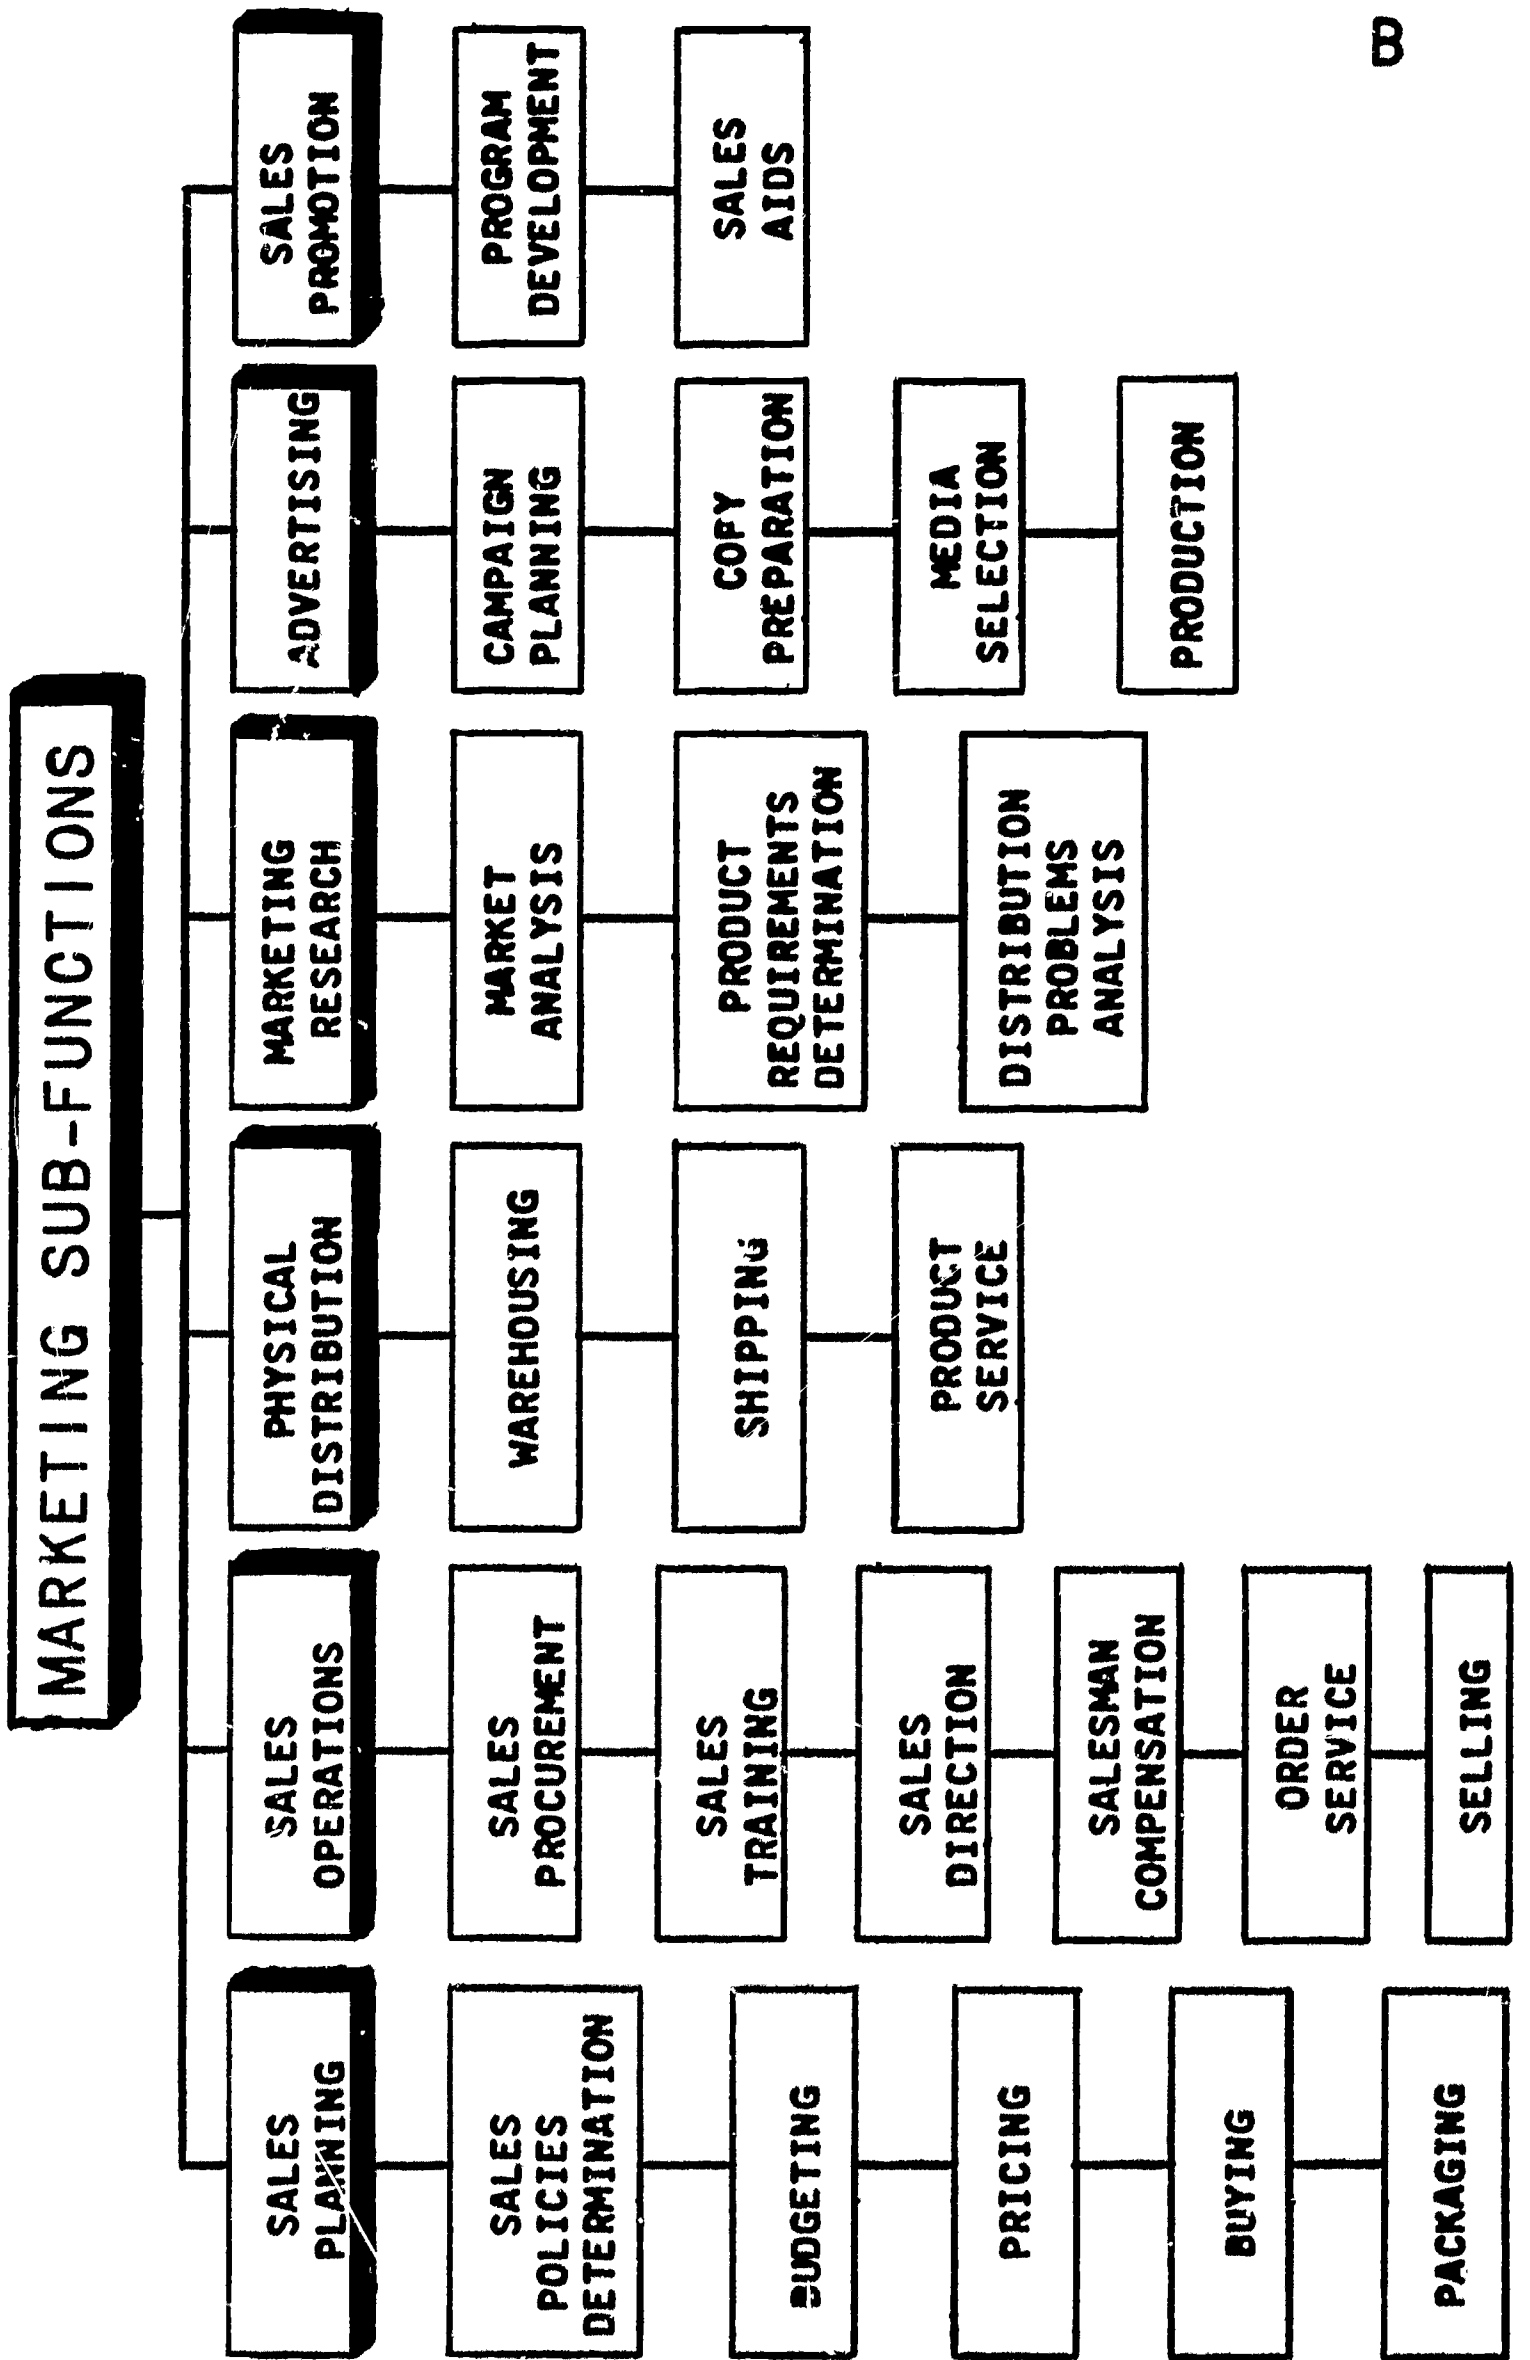 MARKETING SUB-FUNCTIONS
SALES
PLANNING
SALES
POLICIES
DETERMINATION
BUDGETING
PRICING
BUYING
PACKAGING
SALES
OPERATIONS
SALES
PROCUREMENT
SALES
TRAINING
SALES
DIRECTION
SALESMAN
COMPENSATION
ORDER
SERVICE
SELLING
PHYSICAL
DISTRIBUTION
WAREHOUSING
SHIPPING
PRODUCT
SERVICE
MARKETING
RESEARCH
MARKET
ANALYSIS
PRODUCT
REQUIREMENTS
DETERMINATION
DISTRIBUTION
PROBLEMS
ANALYSIS
ADVERTISING
CAMPAIGN
PLANNING
COPY
PREPARATION
MEDIA
SELECTION
PRODUCTION
SALES
PROMOTION
PROGRAM
DEVELOPMENT
SALES
AIDS
B